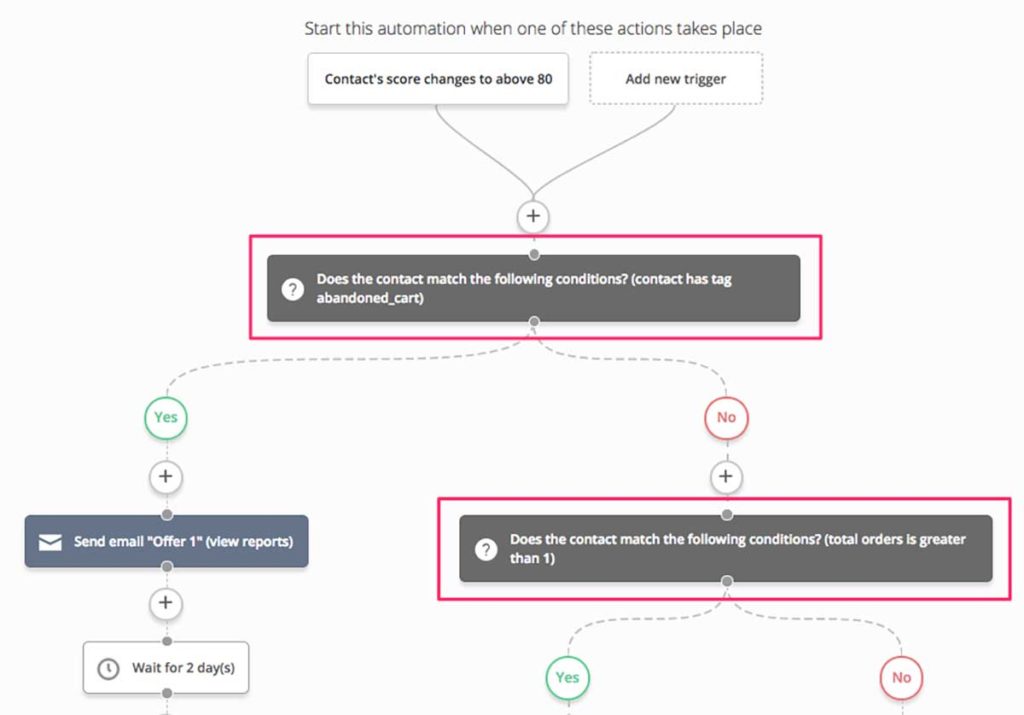 Start this automation when one of these actions takes place
Contact's score changes to above 80
Add new trigger
+
?
Does the contact match the following conditions? (contact has tag
abandoned_cart)
Yes
No
+
+
Send email "Offer 1" (view reports)
?
Does the contact match the following conditions? (total orders is greater
than 1)
+
Wait for 2 day(s)
Yes
No